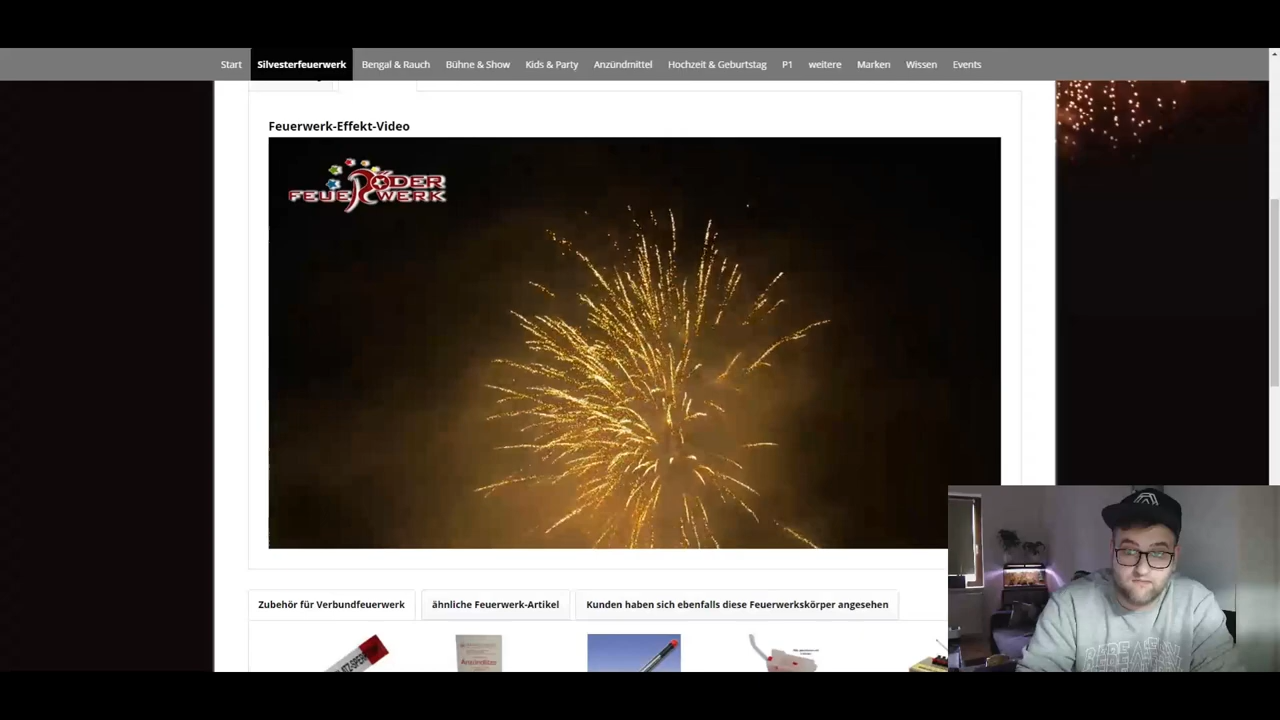 Start Silvesterfeuerwerk Bengal & Rauch Bühne & Show Kids & Party Anzündmittel Hochzeit & Geburtstag P1 weitere Marken Wissen Events
Feuerwerk-Effekt-Video
RÖDER
FEUERWERK
Zubehör für Verbundfeuerwerk ähnliche Feuerwerk-Artikel Kunden haben sich ebenfalls diese Feuerwerkskörper angesehen